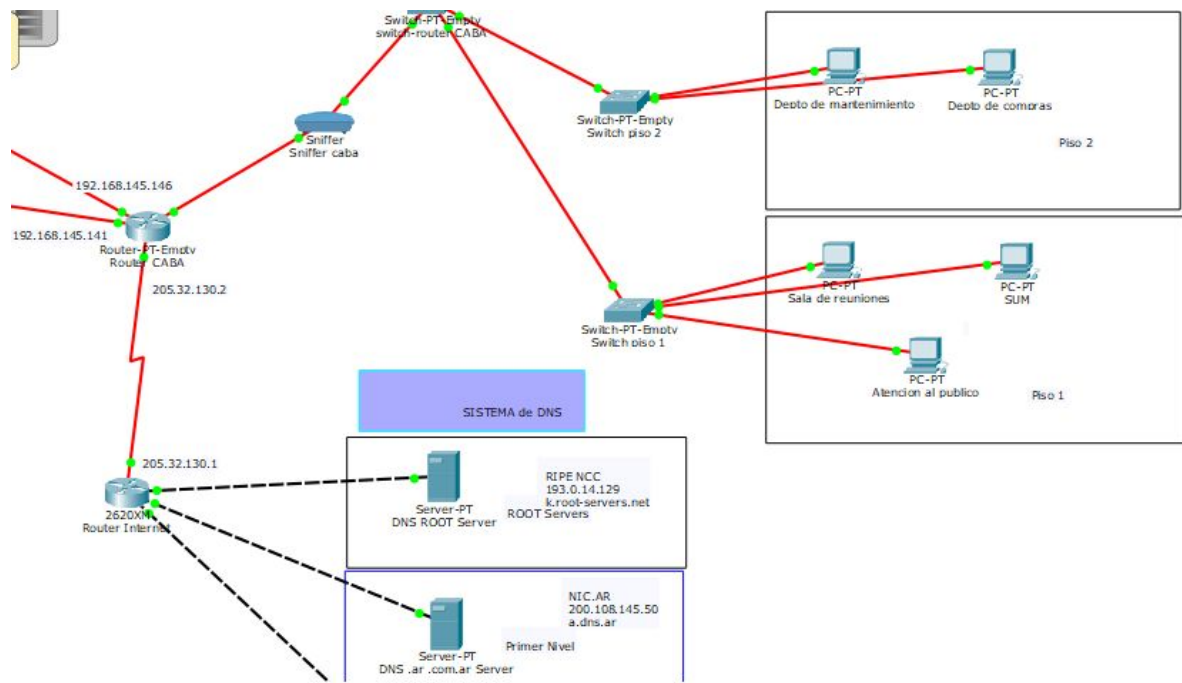 Switch-PT-Empty
switch-router CABA
PC-PT
Depto de mantenimiento
PC-PT
Depto de compras
Switch-PT-Empty
Switch piso 2
Piso 2
Sniffer
Sniffer caba
192.168.145.146
192.168.145.141
Router-PT-Empty
Router CABA
205.32.130.2
PC-PT
Sala de reuniones
PC-PT
SUM
Switch-PT-Empty
Switch piso 1
PC-PT
Atencion al publico
Piso 1
SISTEMA de DNS
205.32.130.1
2620XM
Router Internet
Server-PT
DNS ROOT Server
RIPE NCC
193.0.14.129
k.root-servers.net
ROOT Servers
NIC.AR
200.108.145.50
a.dns.ar
Primer Nivel
Server-PT
DNS .ar .com.ar Server